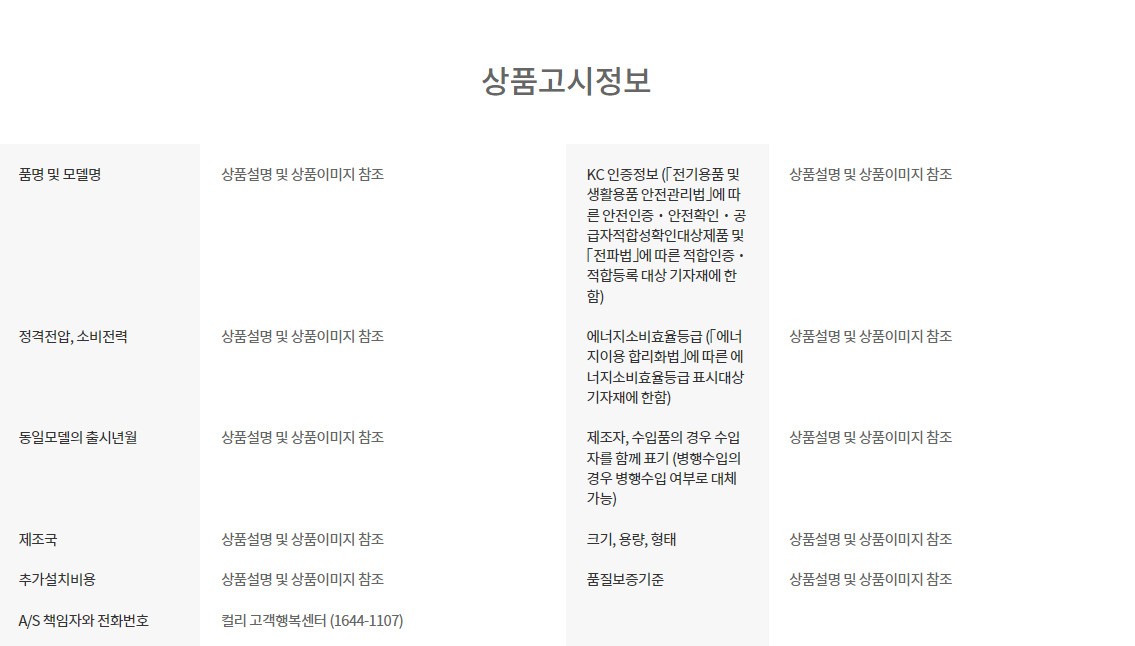 상품고시정보
품명 및 모델명
상품설명 및 상품이미지 참조
KC 인증정보 (｢전기용품 및
생활용품 안전관리법｣에 따
른 안전인증・안전확인・공
급자적합성확인대상제품 및
｢전파법｣에 따른 적합인증・
적합등록 대상 기자재에 한
함)
상품설명 및 상품이미지 참조
정격전압, 소비전력
상품설명 및 상품이미지 참조
에너지소비효율등급 (｢에너
지이용 합리화법｣에 따른 에
너지소비효율등급 표시대상
기자재에 한함)
상품설명 및 상품이미지 참조
동일모델의 출시년월
상품설명 및 상품이미지 참조
제조자, 수입품의 경우 수입
자를 함께 표기 (병행수입의
경우 병행수입 여부로 대체
가능)
상품설명 및 상품이미지 참조
제조국
상품설명 및 상품이미지 참조
크기, 용량, 형태
상품설명 및 상품이미지 참조
추가설치비용
상품설명 및 상품이미지 참조
품질보증기준
상품설명 및 상품이미지 참조
A/S 책임자와 전화번호
컬리 고객행복센터 (1644-1107)